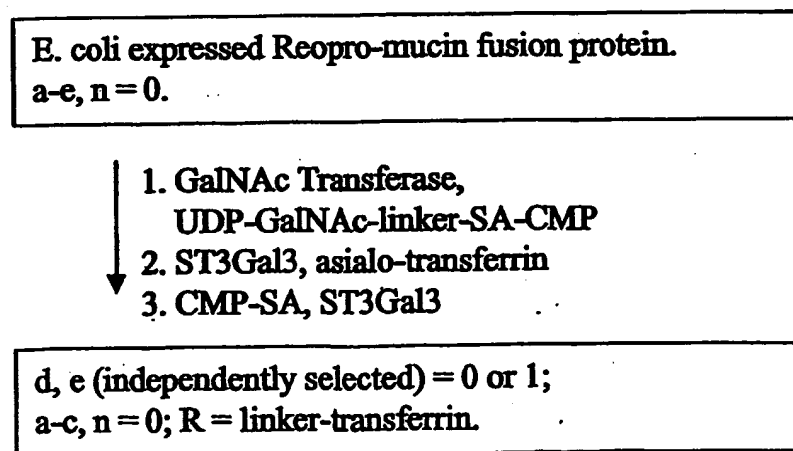 E. coli expressed Reopro-mucin fusion protein.
a-e, n = 0.
1. GalNAc Transferase,
UDP-GalNAc-linker-SA-CMP
2. ST3Gal3, asialo-transferrin
3. CMP-SA, ST3Gal3
d, e (independently selected) = 0 or 1;
a-c, n = 0; R = linker-transferrin.